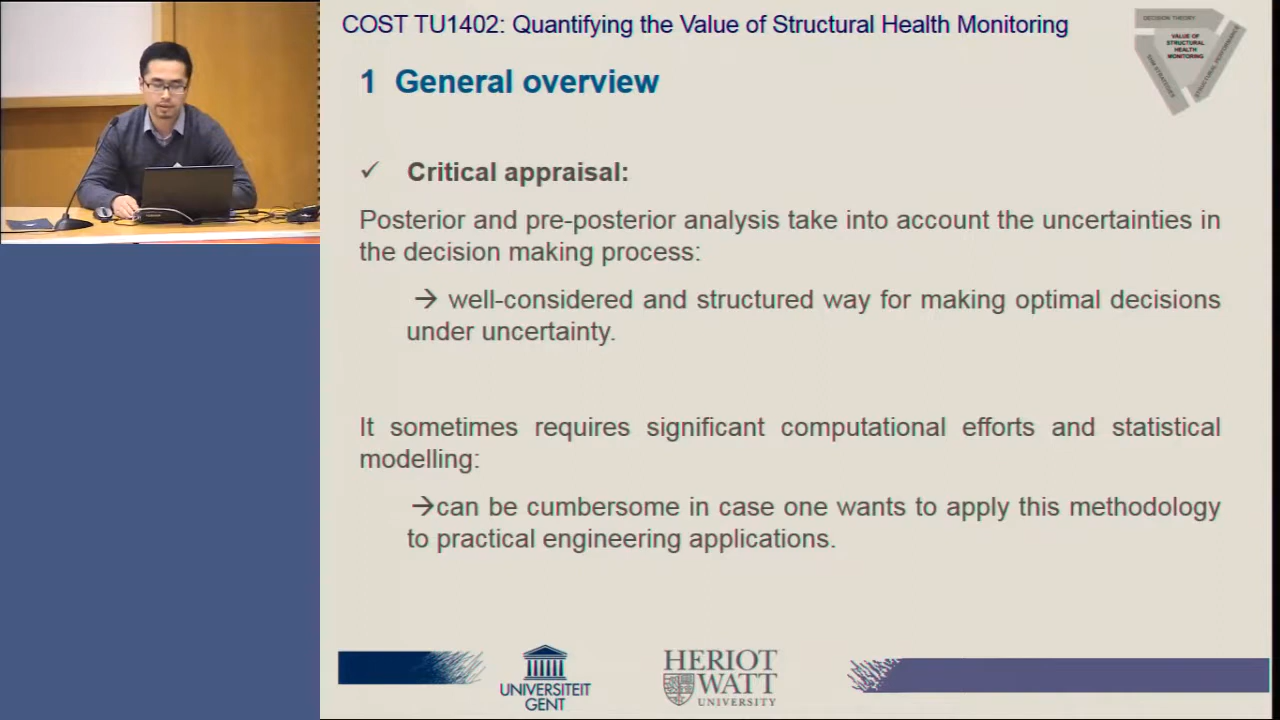 COST TU1402: Quantifying the Value of Structural Health Monitoring
DECISION THEORY
VALUE OF
STRUCTURAL
HEALTH
MONITORING
SHM STRATEGIES
STRUCTURAL PERFORMANCE
1 General overview
✓ Critical appraisal:
Posterior and pre-posterior analysis take into account the uncertainties in
the decision making process:
→ well-considered and structured way for making optimal decisions
under uncertainty.
It sometimes requires significant computational efforts and statistical
modelling:
→can be cumbersome in case one wants to apply this methodology
to practical engineering applications.
UNIVERSITEIT
GENT
HERIOT
WATT
UNIVERSITY